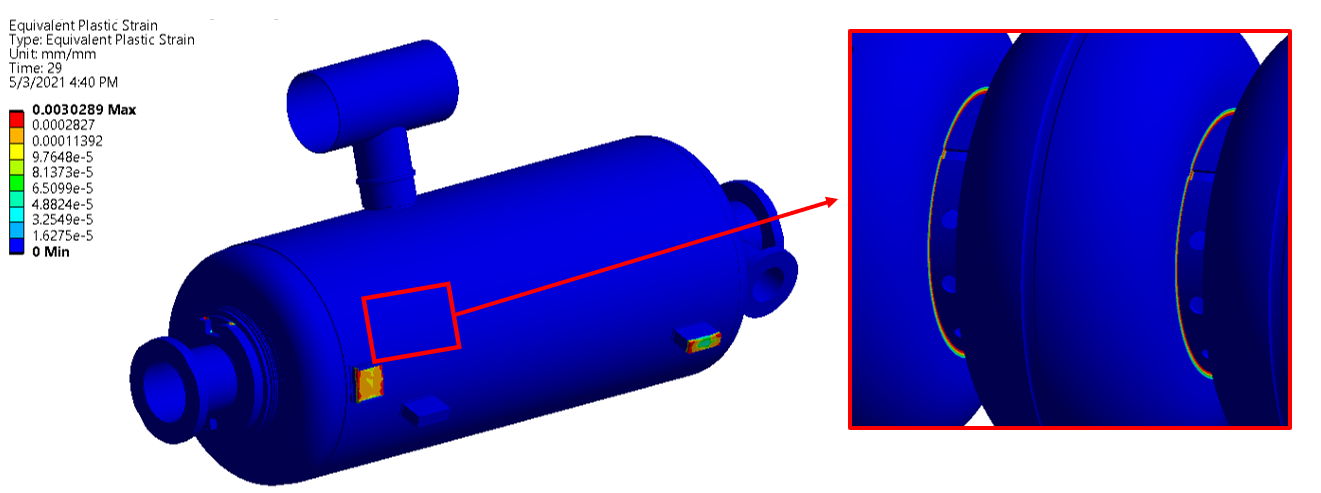 Equivalent Plastic Strain
Type: Equivalent Plastic Strain
Unit: mm/mm
Time: 29
5/3/2021 4:40 PM
0.0030289 Max
0.0002827
0.00011392
9.7648e-5
8.1373e-5
6.5099e-5
4.8824e-5
3.2549e-5
1.6275e-5
0 Min